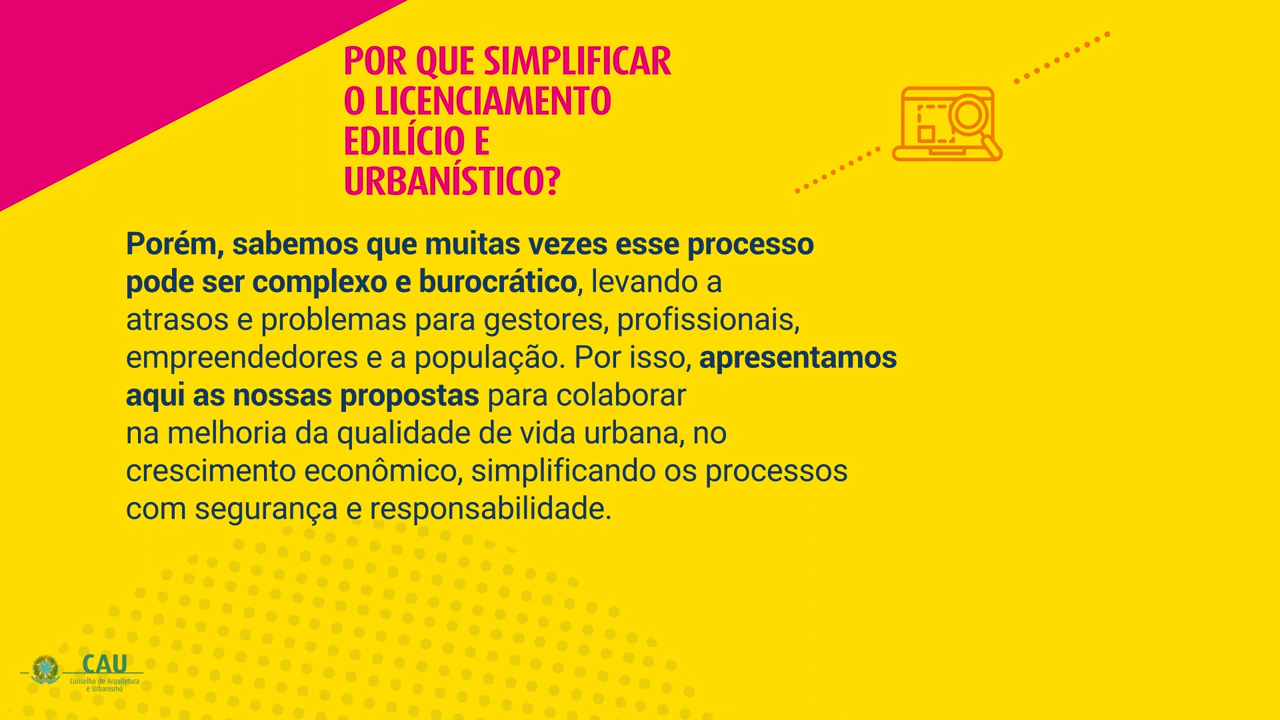 POR QUE SIMPLIFICAR
O LICENCIAMENTO
EDILÍCIO E
URBANÍSTICO?
Porém, sabemos que muitas vezes esse processo
pode ser complexo e burocrático, levando a
atrasos e problemas para gestores, profissionais,
empreendedores e a população. Por isso, apresentamos
aqui as nossas propostas para colaborar
na melhoria da qualidade de vida urbana, no
crescimento econômico, simplificando os processos
com segurança e responsabilidade.
CAU
Conselho de Arquitetura
e Urbanismo